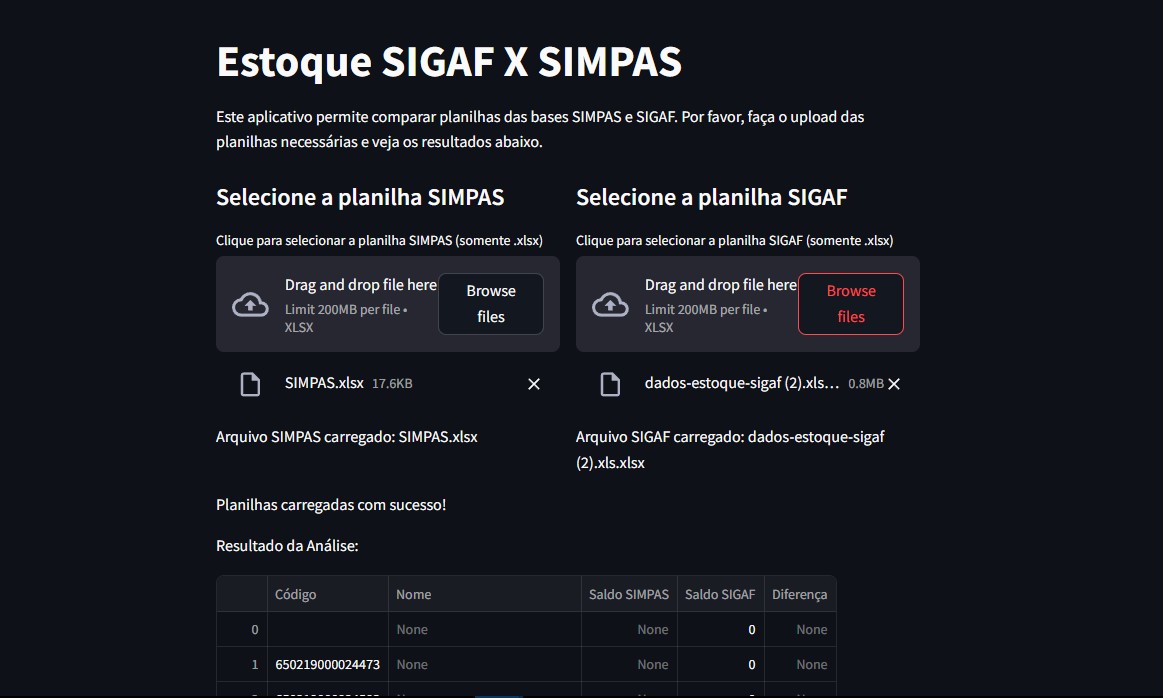 Estoque SIGAF X SIMPAS
Este aplicativo permite comparar planilhas das bases SIMPAS e SIGAF. Por favor, faça o upload das
planilhas necessárias e veja os resultados abaixo.
Selecione a planilha SIMPAS
Clique para selecionar a planilha SIMPAS (somente .xlsx)
Drag and drop file here
Limit 200MB per file •
XLSX
Browse
files
SIMPAS.xlsx 17.6KB
Arquivo SIMPAS carregado: SIMPAS.xlsx
Selecione a planilha SIGAF
Clique para selecionar a planilha SIGAF (somente .xlsx)
Drag and drop file here
Limit 200MB per file •
XLSX
Browse
files
dados-estoque-sigaf (2).xls... 0.8MB
Arquivo SIGAF carregado: dados-estoque-sigaf
(2).xls.xlsx
Planilhas carregadas com sucesso!
Resultado da Análise:
Código Nome Saldo SIMPAS Saldo SIGAF Diferença
0 None None 0 None
1 650219000024473 None None 0 None